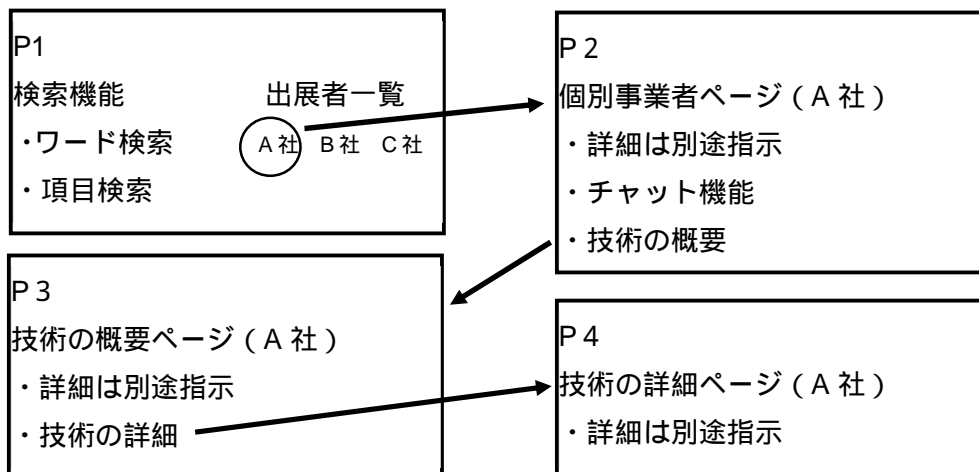 P1
検索機能　出展者一覧
・ワード検索　A社　B社　C社
・項目検索
P２
個別事業者ページ（A社）
・詳細は別途指示
・チャット機能
・技術の概要
P３
技術の概要ページ（A社）
・詳細は別途指示
・技術の詳細
P４
技術の詳細ページ（A社）
・詳細は別途指示